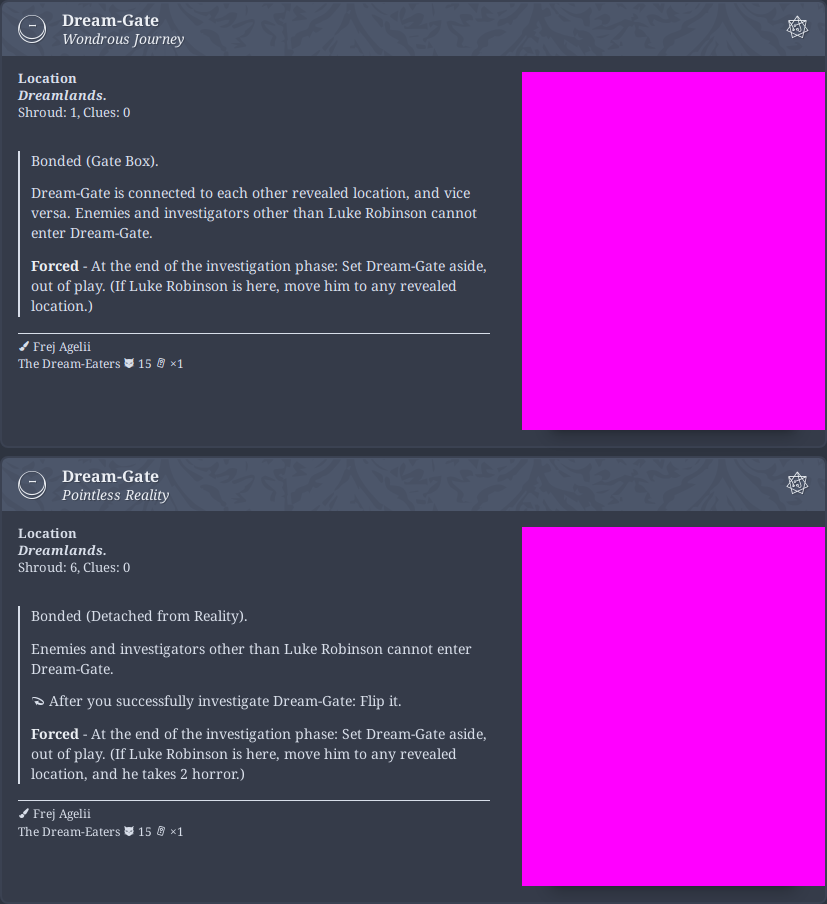 Dream-Gate
Wondrous Journey
Location
Dreamlands.
Shroud: 1, Clues: 0
Bonded (Gate Box).
Dream-Gate is connected to each other revealed location, and vice
versa. Enemies and investigators other than Luke Robinson cannot
enter Dream-Gate.
Forced - At the end of the investigation phase: Set Dream-Gate aside,
out of play. (If Luke Robinson is here, move him to any revealed
location.)
Frej Agelii
The Dream-Eaters 15 ×1
Dream-Gate
Pointless Reality
Location
Dreamlands.
Shroud: 6, Clues: 0
Bonded (Detached from Reality).
Enemies and investigators other than Luke Robinson cannot enter
Dream-Gate.
After you successfully investigate Dream-Gate: Flip it.
Forced - At the end of the investigation phase: Set Dream-Gate aside,
out of play. (If Luke Robinson is here, move him to any revealed
location, and he takes 2 horror.)
Frej Agelii
The Dream-Eaters 15 ×1